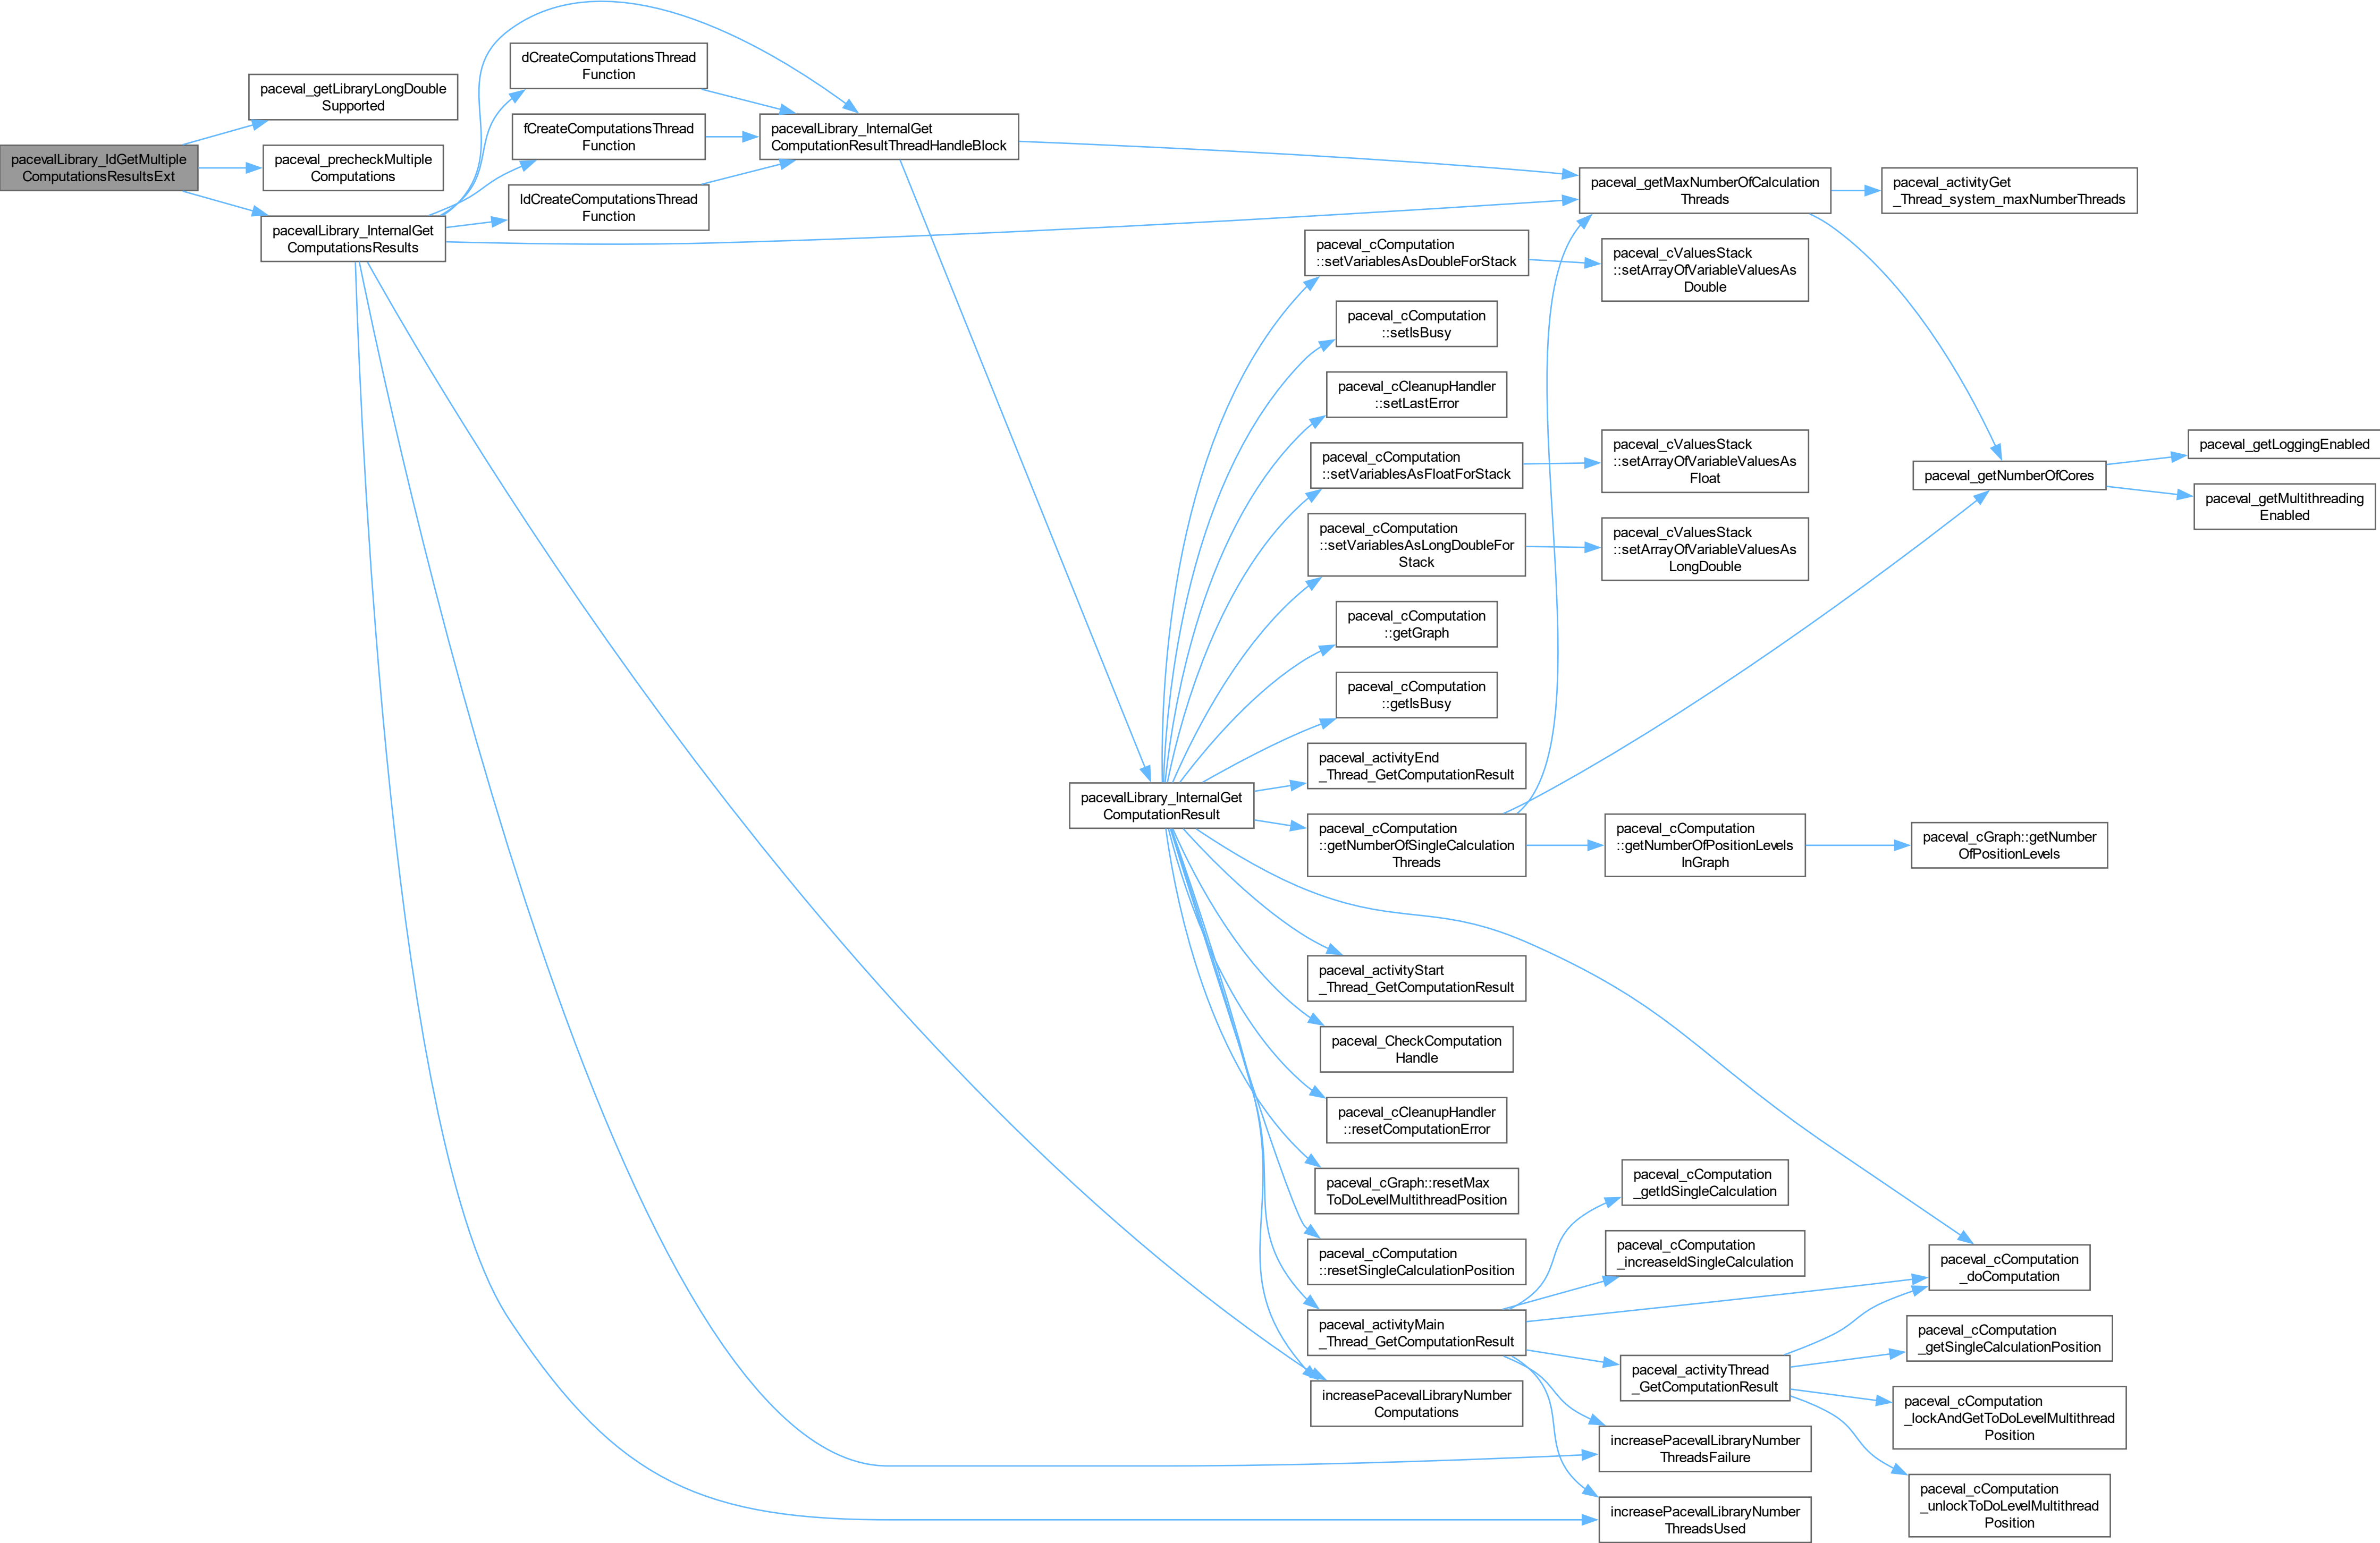 pacevalLibrary_ldGetMultiple
ComputationsResultsExt
paceval_getLibraryLongDouble
Supported
paceval_precheckMultiple
Computations
pacevalLibrary_InternalGet
ComputationsResults
dCreateComputationsThread
Function
fCreateComputationsThread
Function
ldCreateComputationsThread
Function
pacevalLibrary_InternalGet
ComputationResultThreadHandleBlock
pacevalLibrary_InternalGet
ComputationResult
paceval_cComputation
::setVariablesAsDoubleForStack
paceval_cComputation
::setIsBusy
paceval_cCleanupHandler
::setLastError
paceval_cComputation
::setVariablesAsFloatForStack
paceval_cComputation
::setVariablesAsLongDoubleFor
Stack
paceval_cComputation
::getGraph
paceval_cComputation
::getIsBusy
paceval_activityEnd
_Thread_GetComputationResult
paceval_cComputation
::getNumberOfSingleCalculation
Threads
paceval_activityStart
_Thread_GetComputationResult
paceval_CheckComputation
Handle
paceval_cCleanupHandler
::resetComputationError
paceval_cGraph::resetMax
ToDoLevelMultithreadPosition
paceval_cComputation
::resetSingleCalculationPosition
paceval_activityMain
_Thread_GetComputationResult
increasePacevalLibraryNumber
Computations
paceval_getMaxNumberOfCalculation
Threads
paceval_cValuesStack
::setArrayOfVariableValuesAs
Double
paceval_cValuesStack
::setArrayOfVariableValuesAs
Float
paceval_cValuesStack
::setArrayOfVariableValuesAs
LongDouble
paceval_cComputation
::getNumberOfPositionLevels
InGraph
paceval_cComputation
_getIdSingleCalculation
paceval_cComputation
_increaseIdSingleCalculation
paceval_activityThread
_GetComputationResult
increasePacevalLibraryNumber
ThreadsFailure
increasePacevalLibraryNumber
ThreadsUsed
paceval_activityGet
_Thread_system_maxNumberThreads
paceval_getNumberOfCores
paceval_cGraph::getNumber
OfPositionLevels
paceval_cComputation
_doComputation
paceval_cComputation
_getSingleCalculationPosition
paceval_cComputation
_lockAndGetToDoLevelMultithread
Position
paceval_cComputation
_unlockToDoLevelMultithread
Position
paceval_getLoggingEnabled
paceval_getMultithreading
Enabled